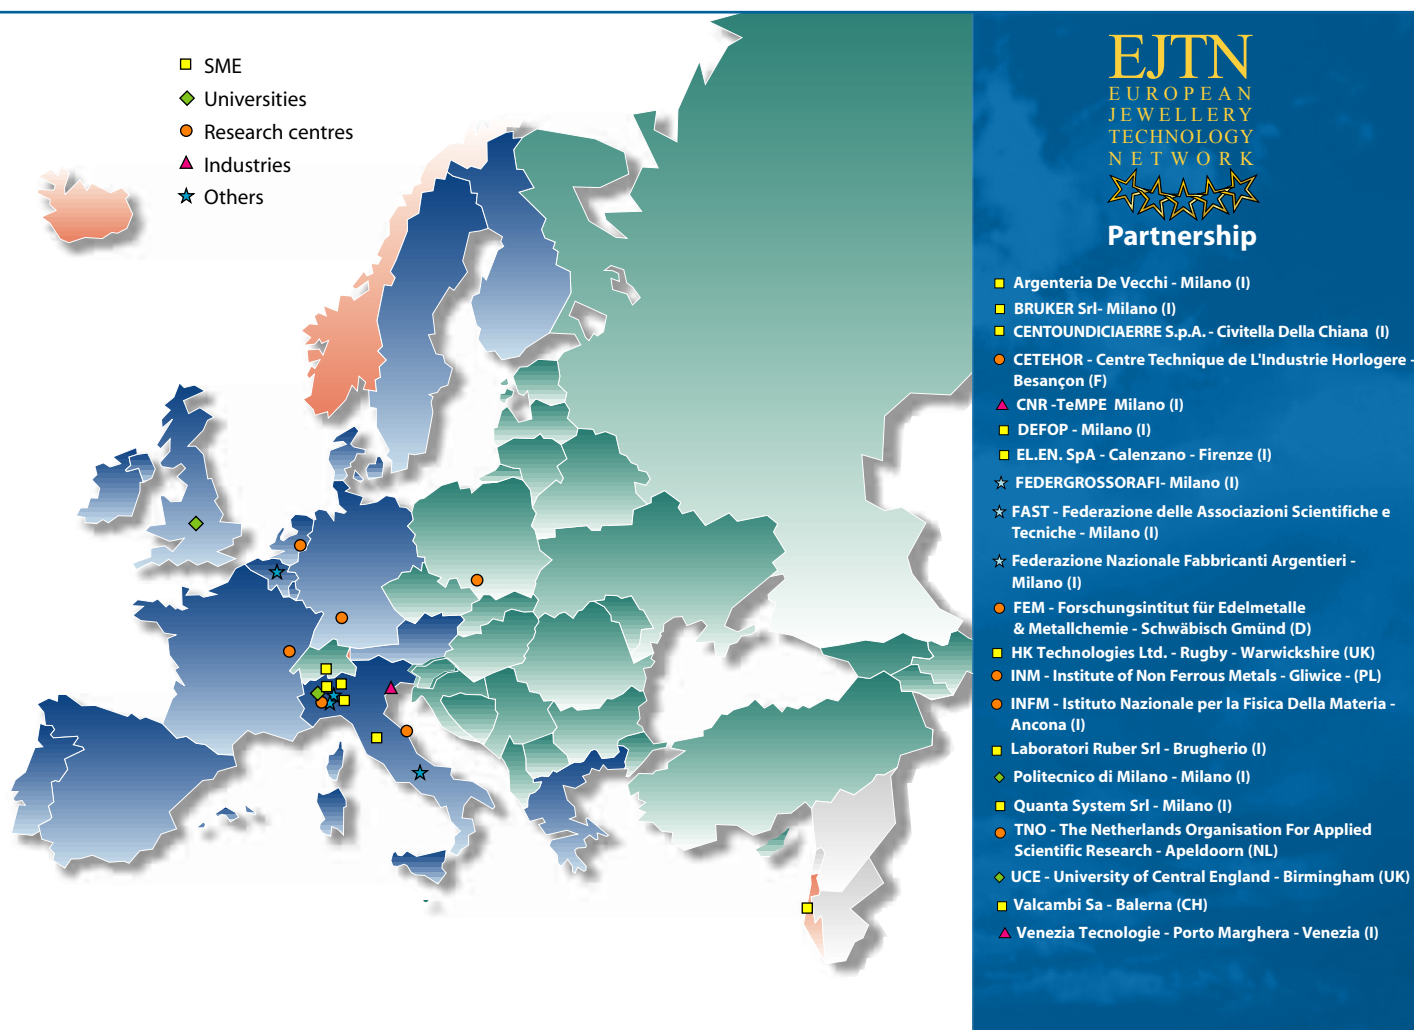 SME
Universities
Research centres
Industries
Others
EJTN
EUROPEAN
JEWELLERY
TECHNOLOGY
NETWORK
Partnership
Argenteria De Vecchi - Milano (I)
BRUKER Srl- Milano (I)
CENTOUNDICIAERRE S.p.A. - Civitella Della Chiana (I)
CETEHOR - Centre Technique de L'Industrie Horlogere -
Besançon (F)
CNR -TeMPE Milano (I)
DEFOP - Milano (I)
EL.EN. SpA - Calenzano - Firenze (I)
FEDERGROSSORAFI- Milano (I)
FAST - Federazione delle Associazioni Scientifiche e
Tecniche - Milano (I)
Federazione Nazionale Fabbricanti Argentieri -
Milano (I)
FEM - Forschungsintitut für Edelmetalle
& Metallchemie - Schwäbisch Gmünd (D)
HK Technologies Ltd. - Rugby - Warwickshire (UK)
INM - Institute of Non Ferrous Metals - Gliwice - (PL)
INFM - Istituto Nazionale per la Fisica Della Materia -
Ancona (I)
Laboratori Ruber Srl - Brugherio (I)
Politecnico di Milano - Milano (I)
Quanta System Srl - Milano (I)
TNO - The Netherlands Organisation For Applied
Scientific Research - Apeldoorn (NL)
UCE - University of Central England - Birmingham (UK)
Valcambi Sa - Balerna (CH)
Venezia Tecnologie - Porto Marghera - Venezia (I)